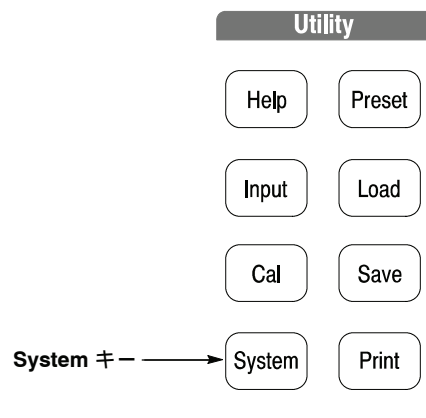 Utility
Help Preset
Input Load
Cal Save
System キー System Print